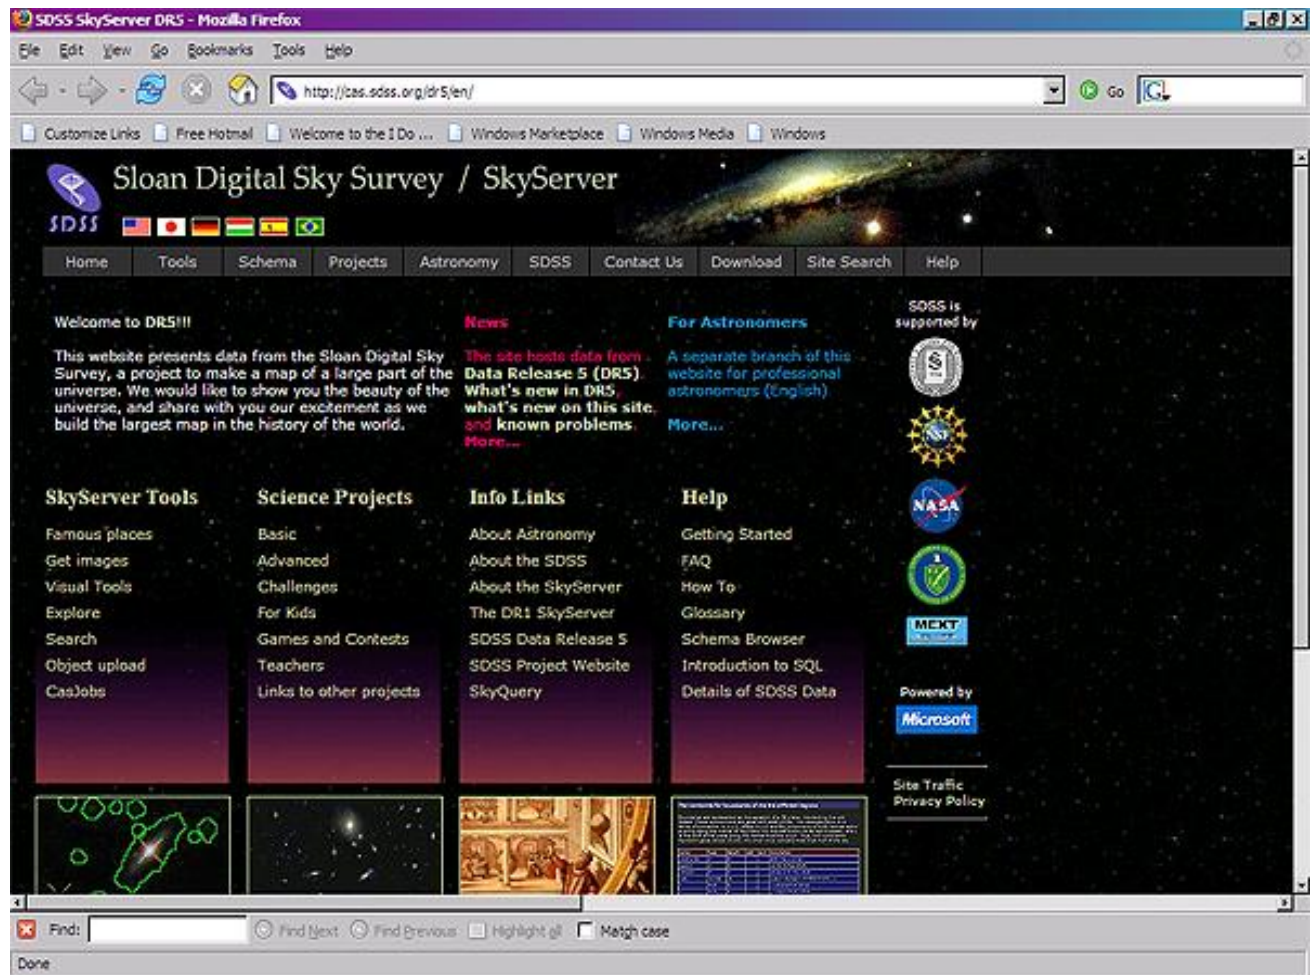 SDSS SkyServer DR5 - Mozilla Firefox
File Edit View Go Bookmarks Tools Help
http://cas.sdss.org/dr5/en/
Go
G
Customize Links Free Hotmail Welcome to the I Do ... Windows Marketplace Windows Media Windows
Sloan Digital Sky Survey / SkyServer
SDSS
Home Tools Schema Projects Astronomy SDSS Contact Us Download Site Search Help
Welcome to DR5!!!
This website presents data from the Sloan Digital Sky
Survey, a project to make a map of a large part of the
universe. We would like to show you the beauty of the
universe, and share with you our excitement as we
build the largest map in the history of the world.
News
The site hosts data from
Data Release 5 (DR5).
What's new in DR5,
what's new on this site,
and known problems.
More...
For Astronomers
A separate branch of this
website for professional
astronomers (English)
More...
SDSS is
supported by
S
NSF
NASA
MEXT
Powered by
Microsoft
Site Traffic
Privacy Policy
SkyServer Tools
Famous places
Get images
Visual Tools
Explore
Search
Object upload
CasJobs
Science Projects
Basic
Advanced
Challenges
For Kids
Games and Contests
Teachers
Links to other projects
Info Links
About Astronomy
About the SDSS
About the SkyServer
The DR1 SkyServer
SDSS Data Release 5
SDSS Project Website
SkyQuery
Help
Getting Started
FAQ
How To
Glossary
Schema Browser
Introduction to SQL
Details of SDSS Data
Find: Find Next Find Previous Highlight all Match case
Done